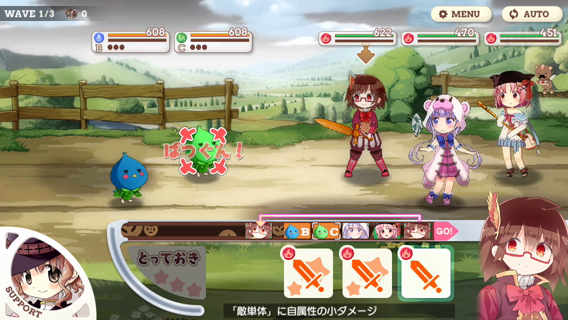 WAVE 1/3 0
B 608
C 608
622
470
451
MENU
AUTO
ばつぐん!
B
C
GO!
とっておき
SUPPORT
「敵単体」に自属性の小ダメージ